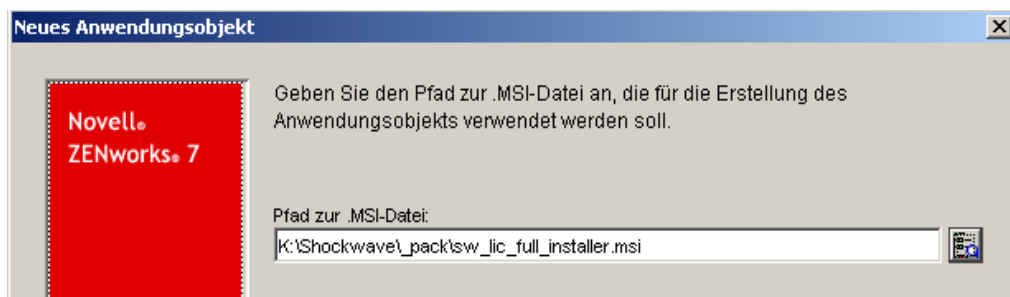 Neues Anwendungsobjekt
Geben Sie den Pfad zur .MSI-Datei an, die für die Erstellung des
Anwendungsobjekts verwendet werden soll.
Novell®
ZENworks® 7
Pfad zur .MSI-Datei:
K:\Shockwave\_pack\sw_lic_full_installer.msi